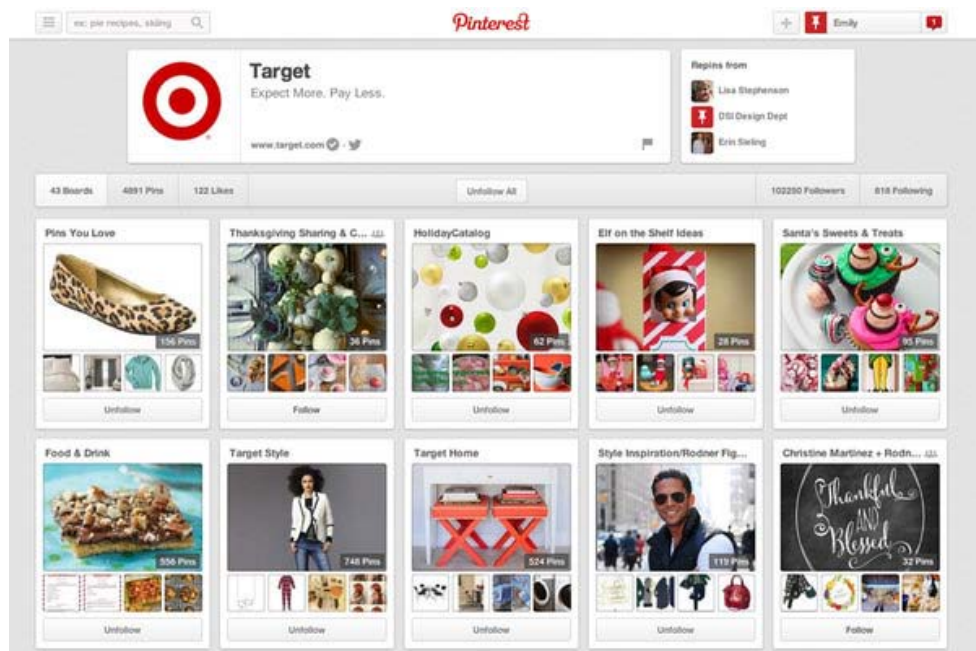 ex: pie recipes, skiing
Pinterest
Emily
1
Target
Expect More. Pay Less.
www.target.com
Repins from
Lisa Stephenson
DSI Design Dept
Erin Sieling
43 Boards
4891 Pins
122 Likes
Unfollow All
102250 Followers
818 Following
Pins You Love
156 Pins
Unfollow
Thanksgiving Sharing & C...
36 Pins
Follow
HolidayCatalog
62 Pins
Unfollow
Elf on the Shelf Ideas
28 Pins
Unfollow
Santa's Sweets & Treats
95 Pins
Unfollow
Food & Drink
556 Pins
Unfollow
Target Style
748 Pins
Unfollow
Target Home
524 Pins
Unfollow
Style Inspiration/Rodner Fig...
119 Pins
Unfollow
Christine Martinez + Rodn...
Thankful
AND
Blessed
32 Pins
Follow